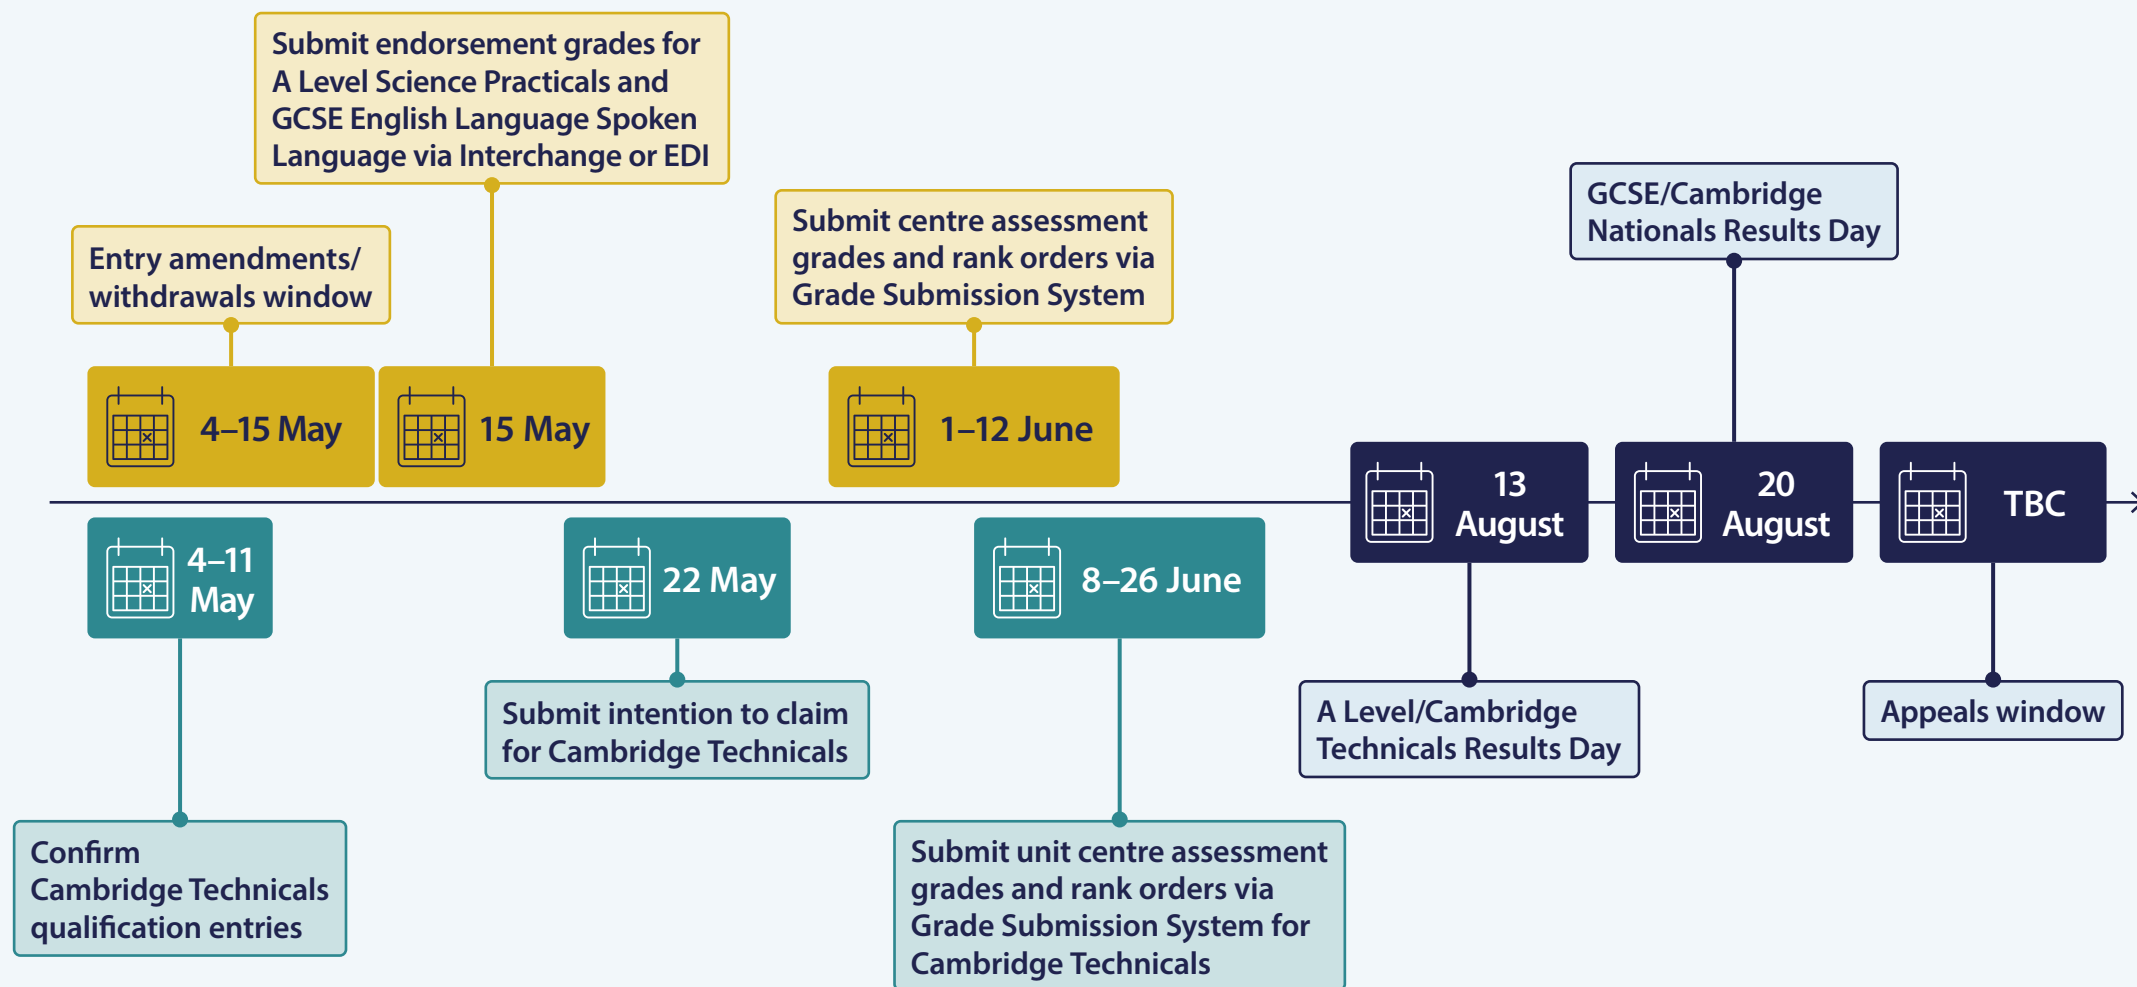 Submit endorsement grades for
A Level Science Practicals and
GCSE English Language Spoken
Language via Interchange or EDI
Entry amendments/
withdrawals window
Submit centre assessment
grades and rank orders via
Grade Submission System
GCSE/Cambridge
Nationals Results Day
4–15 May
15 May
1–12 June
13
August
20
August
TBC
4–11
May
22 May
8–26 June
Submit intention to claim
for Cambridge Technicals
A Level/Cambridge
Technicals Results Day
Appeals window
Confirm
Cambridge Technicals
qualification entries
Submit unit centre assessment
grades and rank orders via
Grade Submission System for
Cambridge Technicals